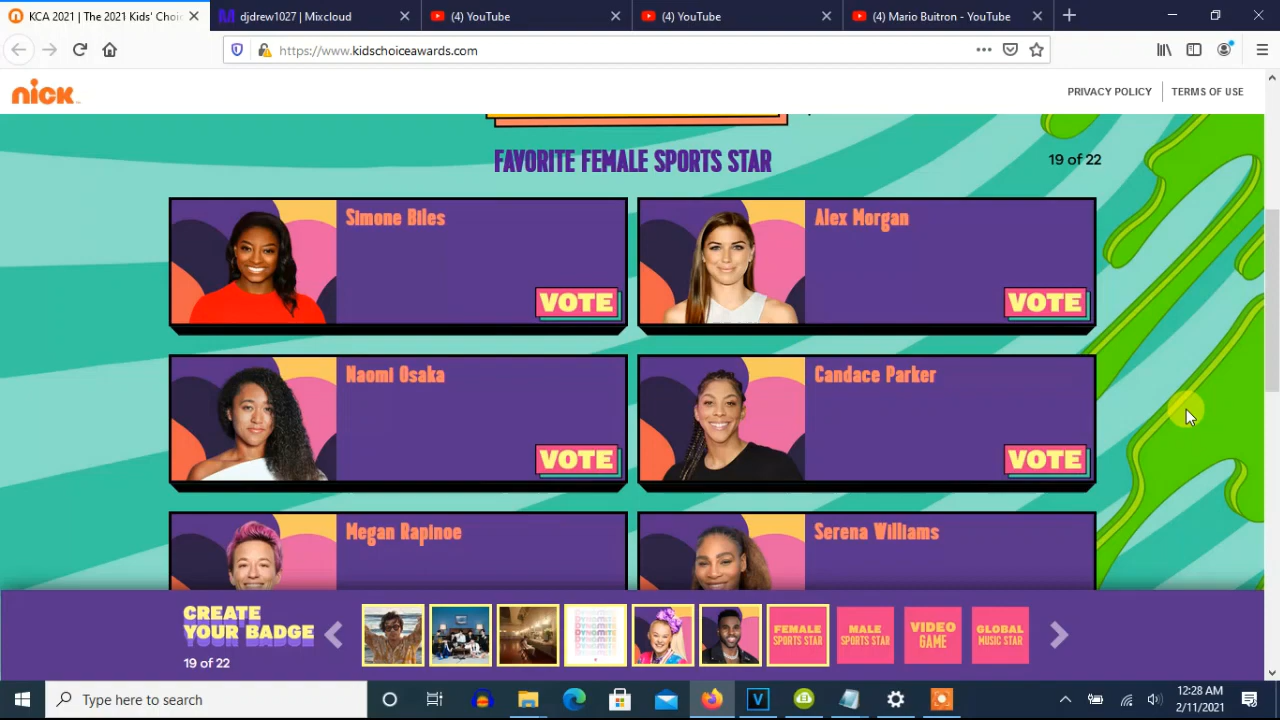 KCA 2021 | The 2021 Kids' Choi
djdrew1027 | Mixcloud
(4) YouTube
(4) YouTube
(4) Mario Buitron - YouTube
https://www.kidschoiceawards.com
nick
PRIVACY POLICY
TERMS OF USE
FAVORITE FEMALE SPORTS STAR
19 of 22
Simone Biles
VOTE
Alex Morgan
VOTE
Naomi Osaka
VOTE
Candace Parker
VOTE
Megan Rapinoe
Serena Williams
CREATE
YOUR BADGE
19 of 22
DYNAMITE
FEMALE
SPORTS STAR
MALE
SPORTS STAR
VIDEO
GAME
GLOBAL
MUSIC STAR
Type here to search
V
12:28 AM
2/11/2021